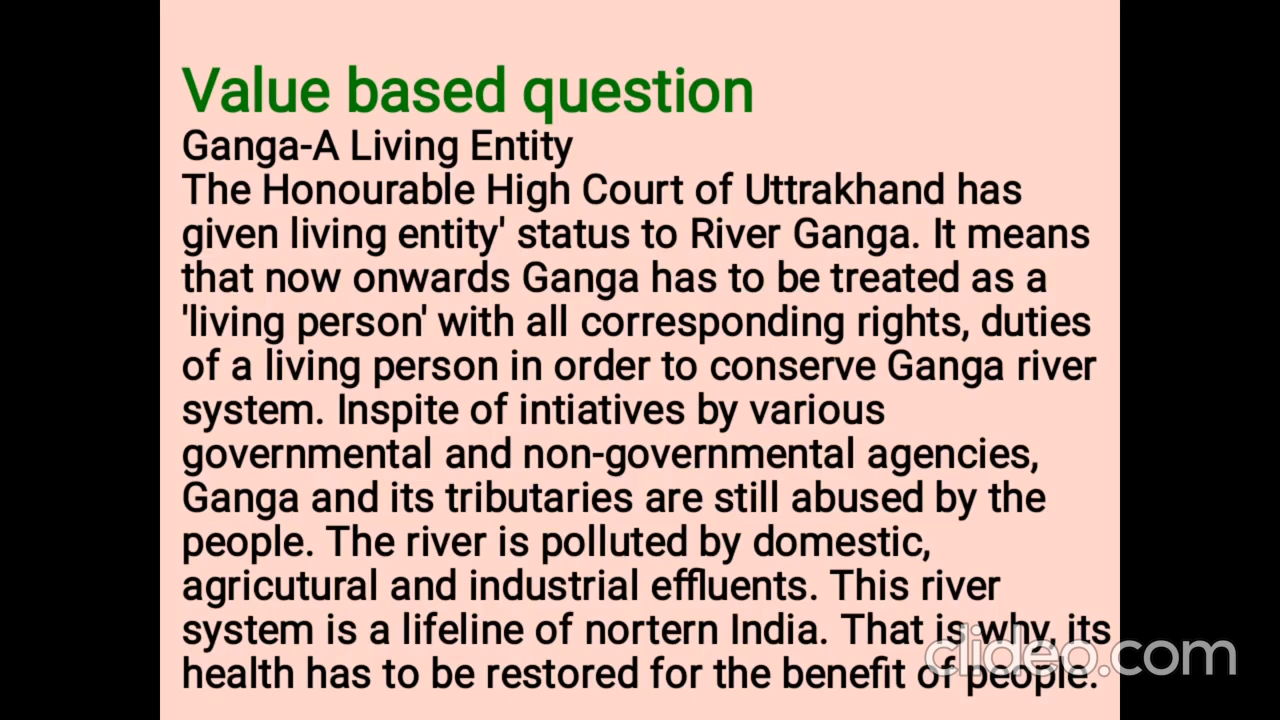 Value based question
Ganga-A Living Entity
The Honourable High Court of Uttrakhand has
given living entity' status to River Ganga. It means
that now onwards Ganga has to be treated as a
'living person' with all corresponding rights, duties
of a living person in order to conserve Ganga river
system. Inspite of intiatives by various
governmental and non-governmental agencies,
Ganga and its tributaries are still abused by the
people. The river is polluted by domestic,
agricutural and industrial effluents. This river
system is a lifeline of nortern India. That is why, its
health has to be restored for the benefit of people.
clideo.com